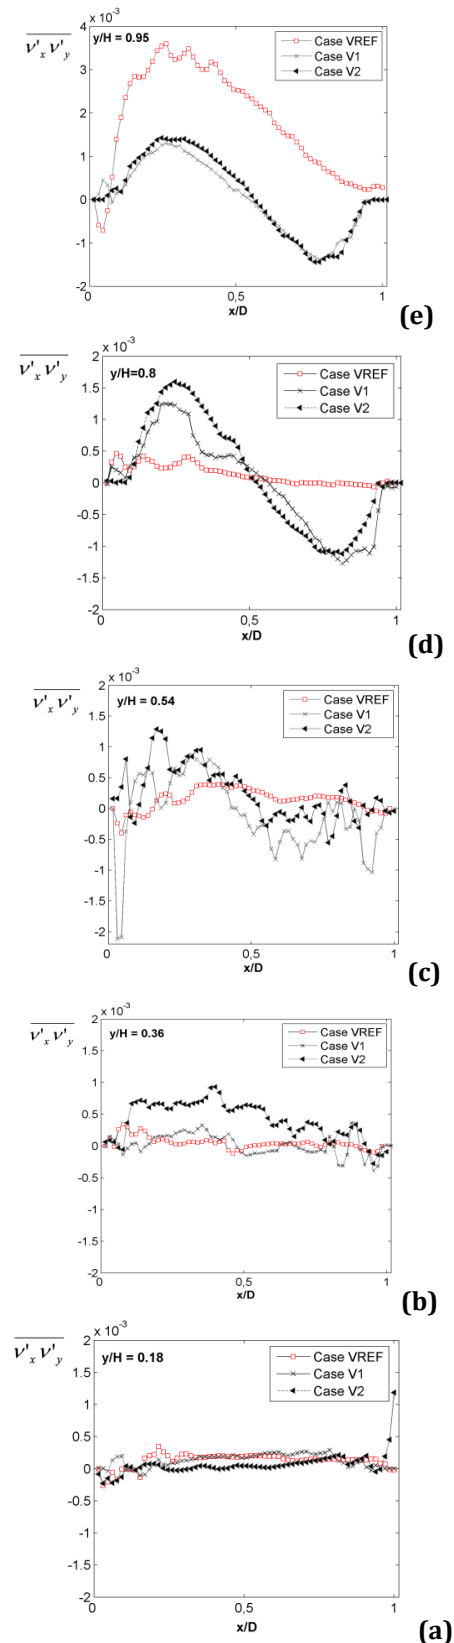 x 10⁻³
v'ₓ v'ᵧ
y/H = 0.95
Case VREF
Case V1
Case V2
4
3
2
1
0
-1
-2
0
0,5
1
x/D
(e)
x 10⁻³
v'ₓ v'ᵧ
y/H=0.8
Case VREF
Case V1
Case V2
2
1.5
1
0.5
0
-0.5
-1
-1.5
-2
0
0,5
1
x/D
(d)
x 10⁻³
v'ₓ v'ᵧ
y/H = 0.54
Case VREF
Case V1
Case V2
2
1.5
1
0.5
0
-0.5
-1
-1.5
-2
0
0,5
1
x/D
(c)
x 10⁻³
v'ₓ v'ᵧ
y/H = 0.36
Case VREF
Case V1
Case V2
2
1.5
1
0.5
0
-0.5
-1
-1.5
-2
0
0,5
1
x/D
(b)
x 10⁻³
v'ₓ v'ᵧ
y/H = 0.18
Case VREF
Case V1
Case V2
2
1.5
1
0.5
0
-0.5
-1
-1.5
-2
0
0,5
1
x/D
(a)